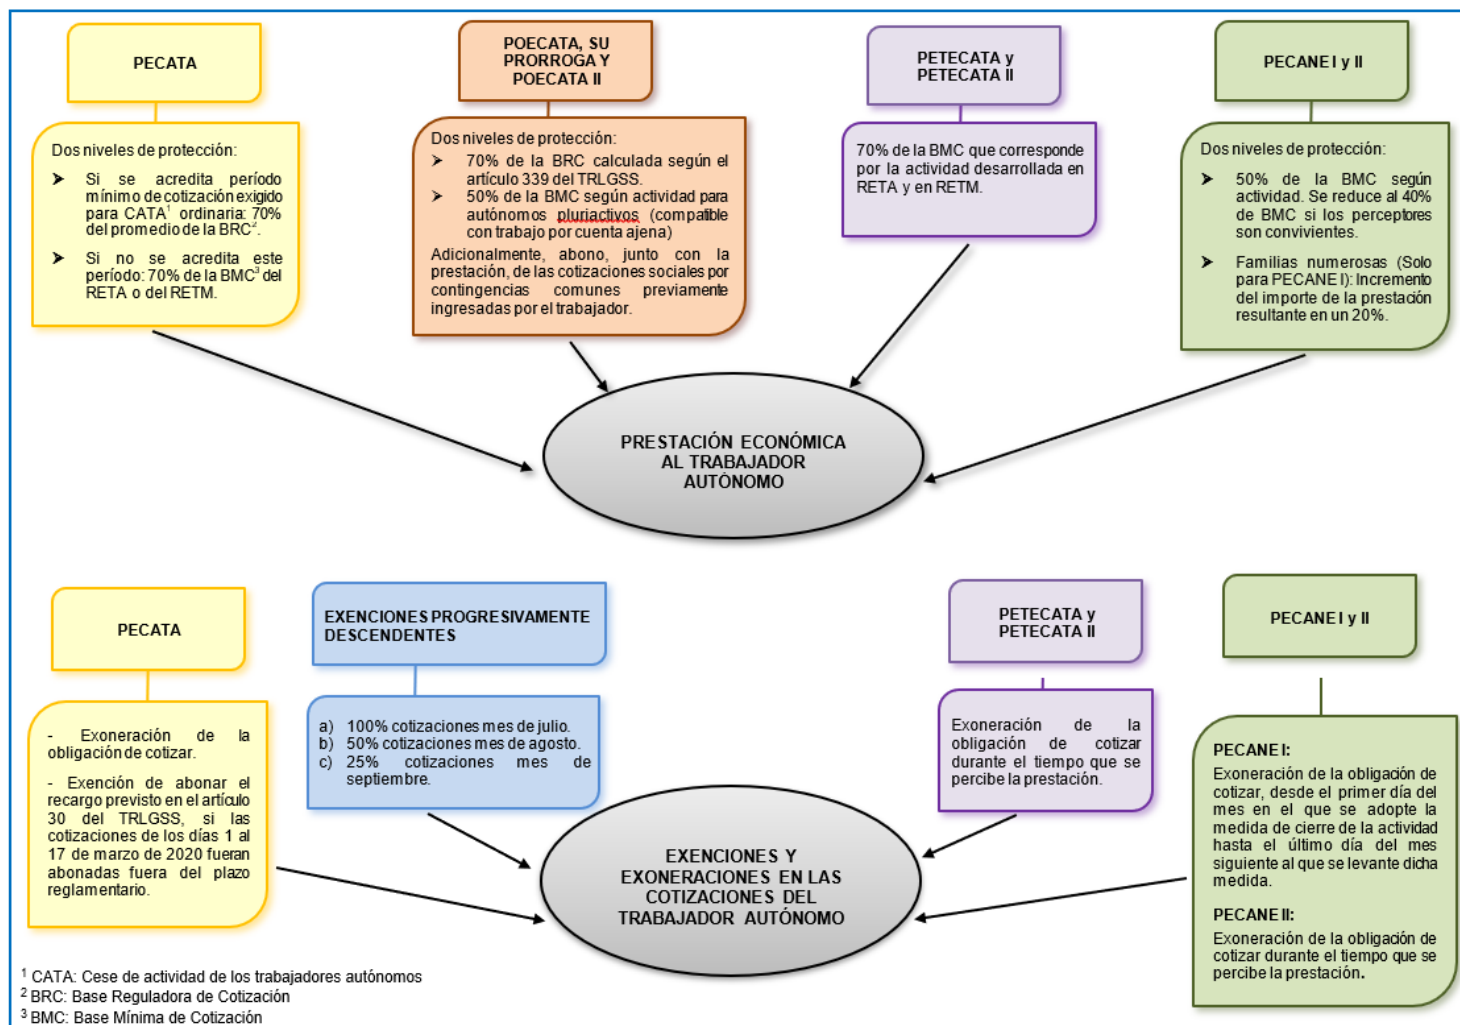 PECATA
Dos niveles de protección:
➢ Si se acredita período
mínimo de cotización exigido
para CATA¹ ordinaria: 70%
del promedio de la BRC².
➢ Si no se acredita este
período: 70% de la BMC³ del
RETA o del RETM.
POECATA, SU
PRORROGA Y
POECATA II
Dos niveles de protección:
➢ 70% de la BRC calculada según el
artículo 339 del TRLGSS.
➢ 50% de la BMC según actividad para
autónomos pluriactivos (compatible
con trabajo por cuenta ajena)
Adicionalmente, abono, junto con la
prestación, de las cotizaciones sociales por
contingencias comunes previamente
ingresadas por el trabajador.
PETECATA y
PETECATA II
70% de la BMC que corresponde
por la actividad desarrollada en
RETA y en RETM.
PECANE I y II
Dos niveles de protección:
➢ 50% de la BMC según
actividad. Se reduce al 40%
de BMC si los perceptores
son convivientes.
➢ Familias numerosas (Solo
para PECANE I): Incremento
del importe de la prestación
resultante en un 20%.
PRESTACIÓN ECONÓMICA
AL TRABAJADOR
AUTÓNOMO
PECATA
- Exoneración de la
obligación de cotizar.
- Exención de abonar el
recargo previsto en el artículo
30 del TRLGSS, si las
cotizaciones de los días 1 al
17 de marzo de 2020 fueran
abonadas fuera del plazo
reglamentario.
EXENCIONES PROGRESIVAMENTE
DESCENDENTES
a) 100% cotizaciones mes de julio.
b) 50% cotizaciones mes de agosto.
c) 25% cotizaciones mes de
septiembre.
PETECATA y
PETECATA II
Exoneración de la
obligación de cotizar
durante el tiempo que se
percibe la prestación.
PECANE I y II
PECANE I:
Exoneración de la obligación de
cotizar, desde el primer día del
mes en el que se adopte la
medida de cierre de la actividad
hasta el último día del mes
siguiente al que se levante dicha
medida.
PECANE II:
Exoneración de la obligación de
cotizar durante el tiempo que se
percibe la prestación.
EXENCIONES Y
EXONERACIONES EN LAS
COTIZACIONES DEL
TRABAJADOR AUTÓNOMO
¹ CATA: Cese de actividad de los trabajadores autónomos
² BRC: Base Reguladora de Cotización
³ BMC: Base Mínima de Cotización